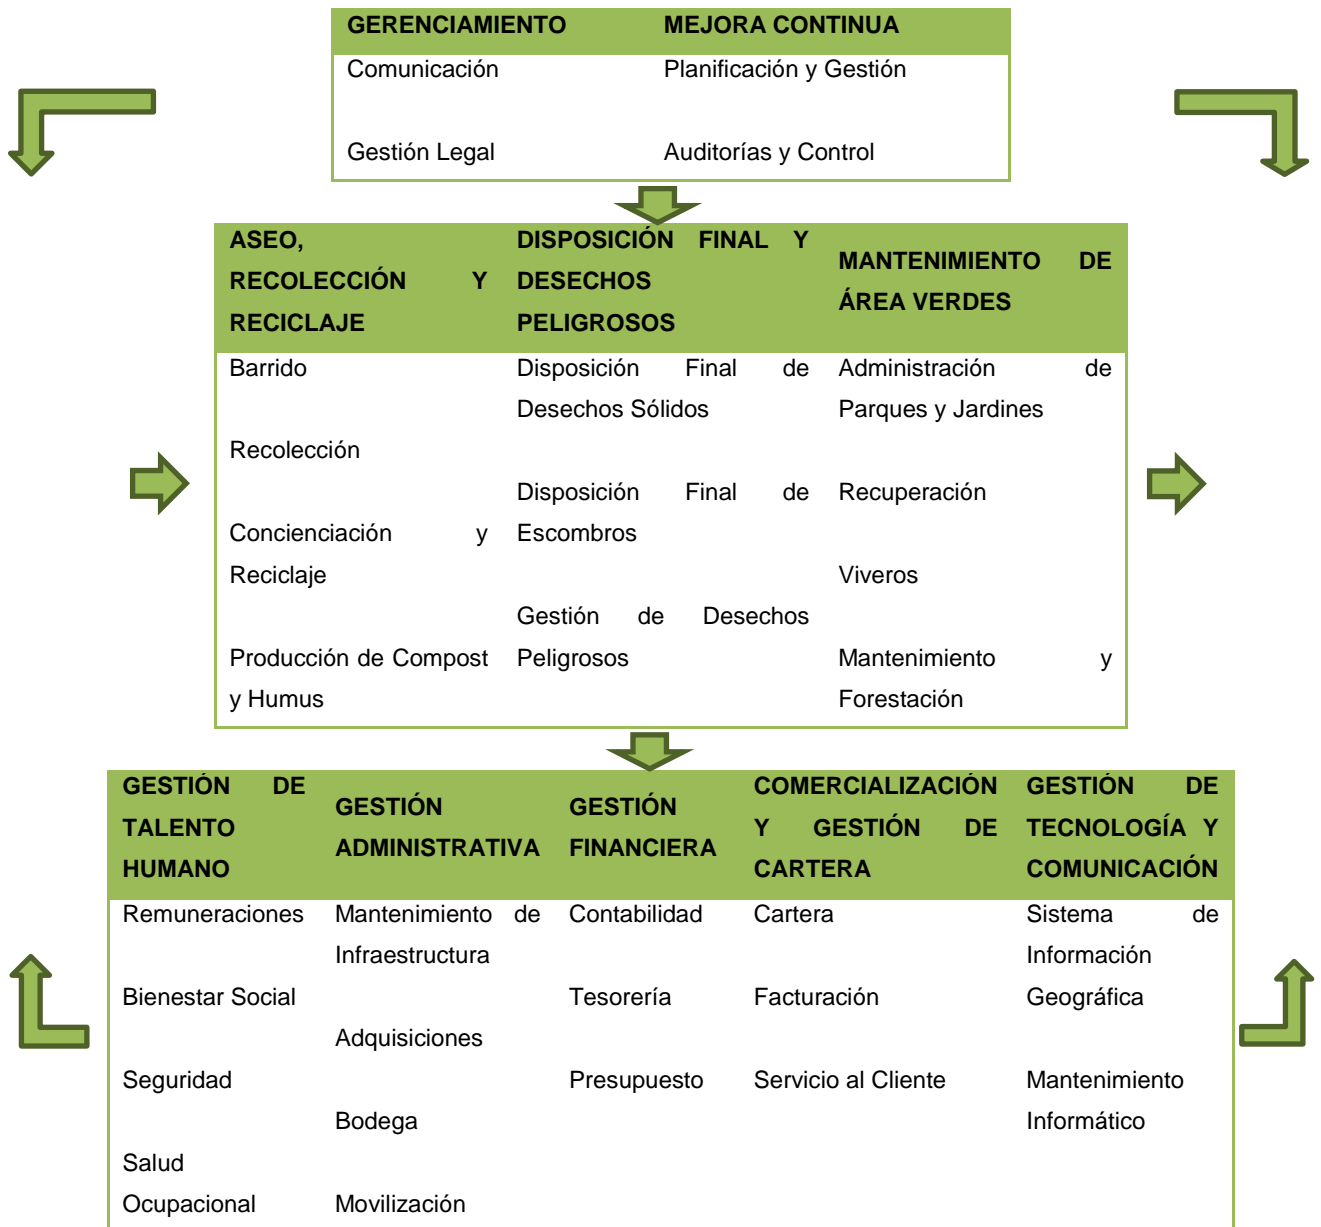 GERENCIAMIENTO MEJORA CONTINUA
Comunicación Planificación y Gestión
Gestión Legal Auditorías y Control
ASEO,
RECOLECCIÓN Y
RECICLAJE
DISPOSICIÓN FINAL Y
DESECHOS
PELIGROSOS
MANTENIMIENTO DE
ÁREA VERDES
Barrido
Recolección
Concienciación y
Reciclaje
Producción de Compost
y Humus
Disposición Final de
Desechos Sólidos
Disposición Final de
Escombros
Gestión de Desechos
Peligrosos
Administración de
Parques y Jardines
Recuperación
Viveros
Mantenimiento y
Forestación
GESTIÓN DE
TALENTO
HUMANO
GESTIÓN
ADMINISTRATIVA
GESTIÓN
FINANCIERA
COMERCIALIZACIÓN
Y GESTIÓN DE
CARTERA
GESTIÓN DE
TECNOLOGÍA Y
COMUNICACIÓN
Remuneraciones
Bienestar Social
Seguridad
Salud
Ocupacional
Mantenimiento de
Infraestructura
Adquisiciones
Bodega
Movilización
Contabilidad
Tesorería
Presupuesto
Cartera
Facturación
Servicio al Cliente
Sistema de
Información
Geográfica
Mantenimiento
Informático